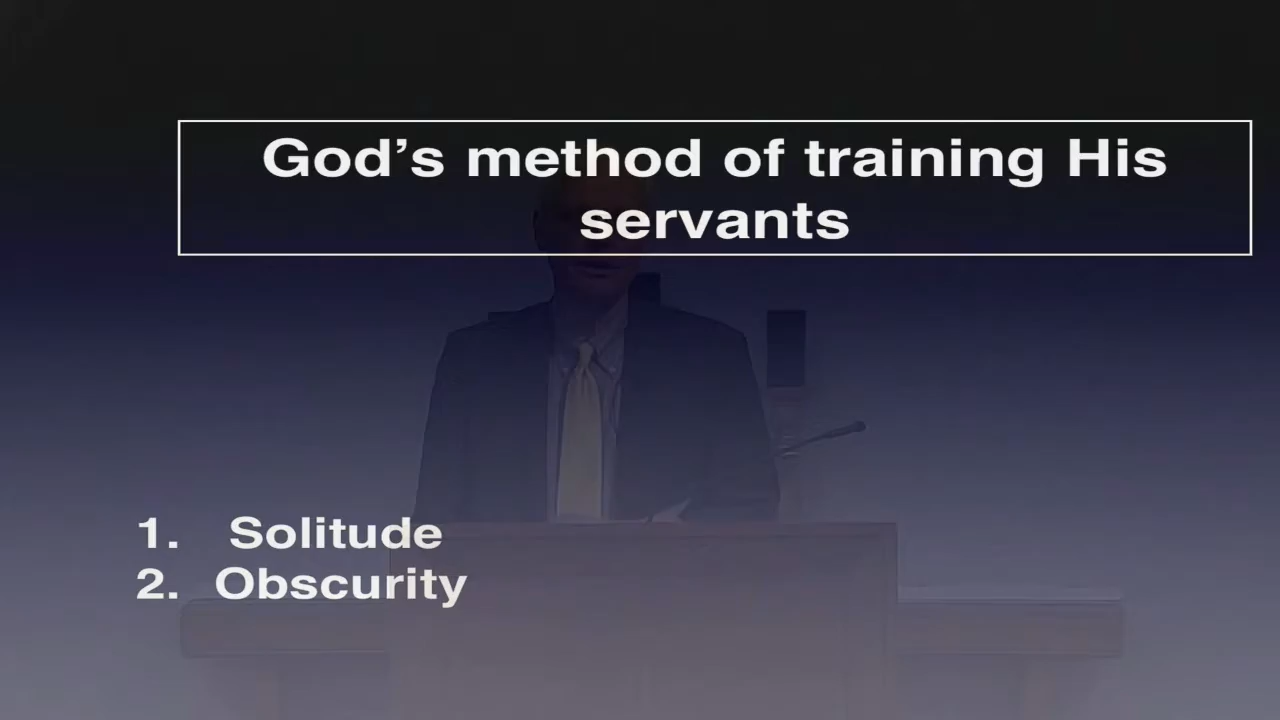 God’s method of training His
servants
1. Solitude
2. Obscurity